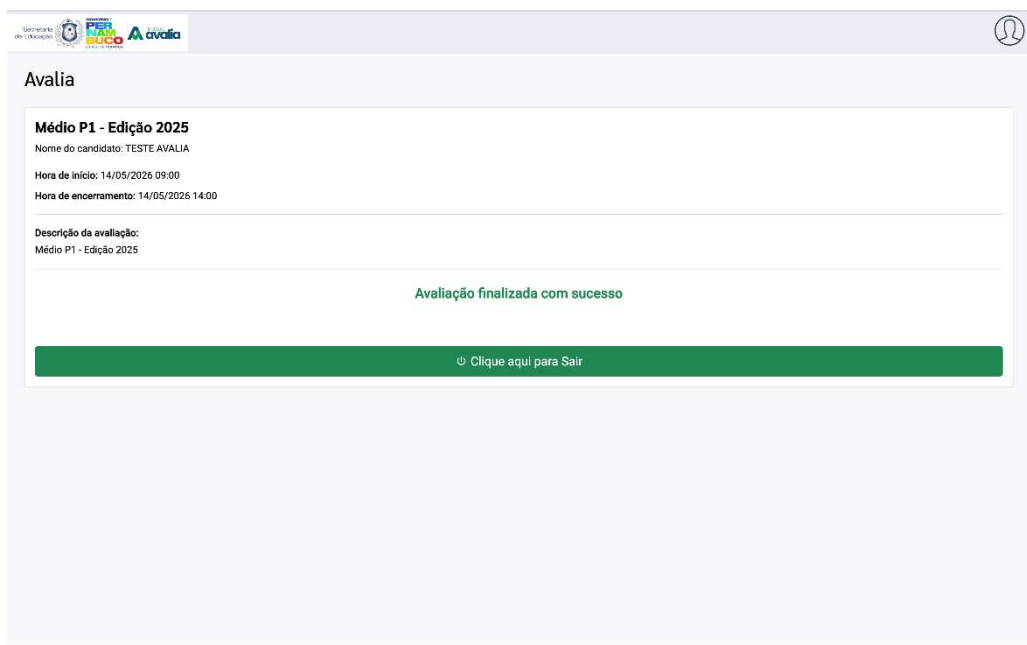 Secretaria
de Educação
GOVERNO
PER
NAM
BUCO
avalia
Avalia
Médio P1 - Edição 2025
Nome do candidato: TESTE AVALIA
Hora de início: 14/05/2026 09:00
Hora de encerramento: 14/05/2026 14:00
Descrição da avaliação:
Médio P1 - Edição 2025
Avaliação finalizada com sucesso
Clique aqui para Sair